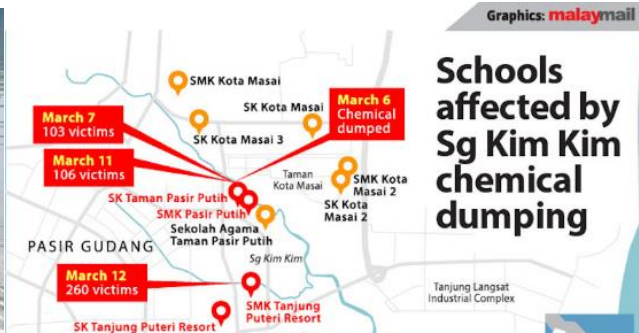 Graphics: malaymail
Schools
affected by
Sg Kim Kim
chemical
dumping
SMK Kota Masai
SK Kota Masai
March 6
Chemical
dumped
March 7
103 victims
SK Kota Masai 3
March 11
106 victims
Taman
Kota Masai
SMK Kota
Masai 2
SK Kota
Masai 2
SK Taman Pasir Putih
SMK Pasir Putih
Sekolah Agama
Taman Pasir Putih
PASIR GUDANG
Sg Kim Kim
March 12
260 victims
Tanjung Langsat
Industrial Complex
SMK Tanjung
Puteri Resort
SK Tanjung Puteri Resort